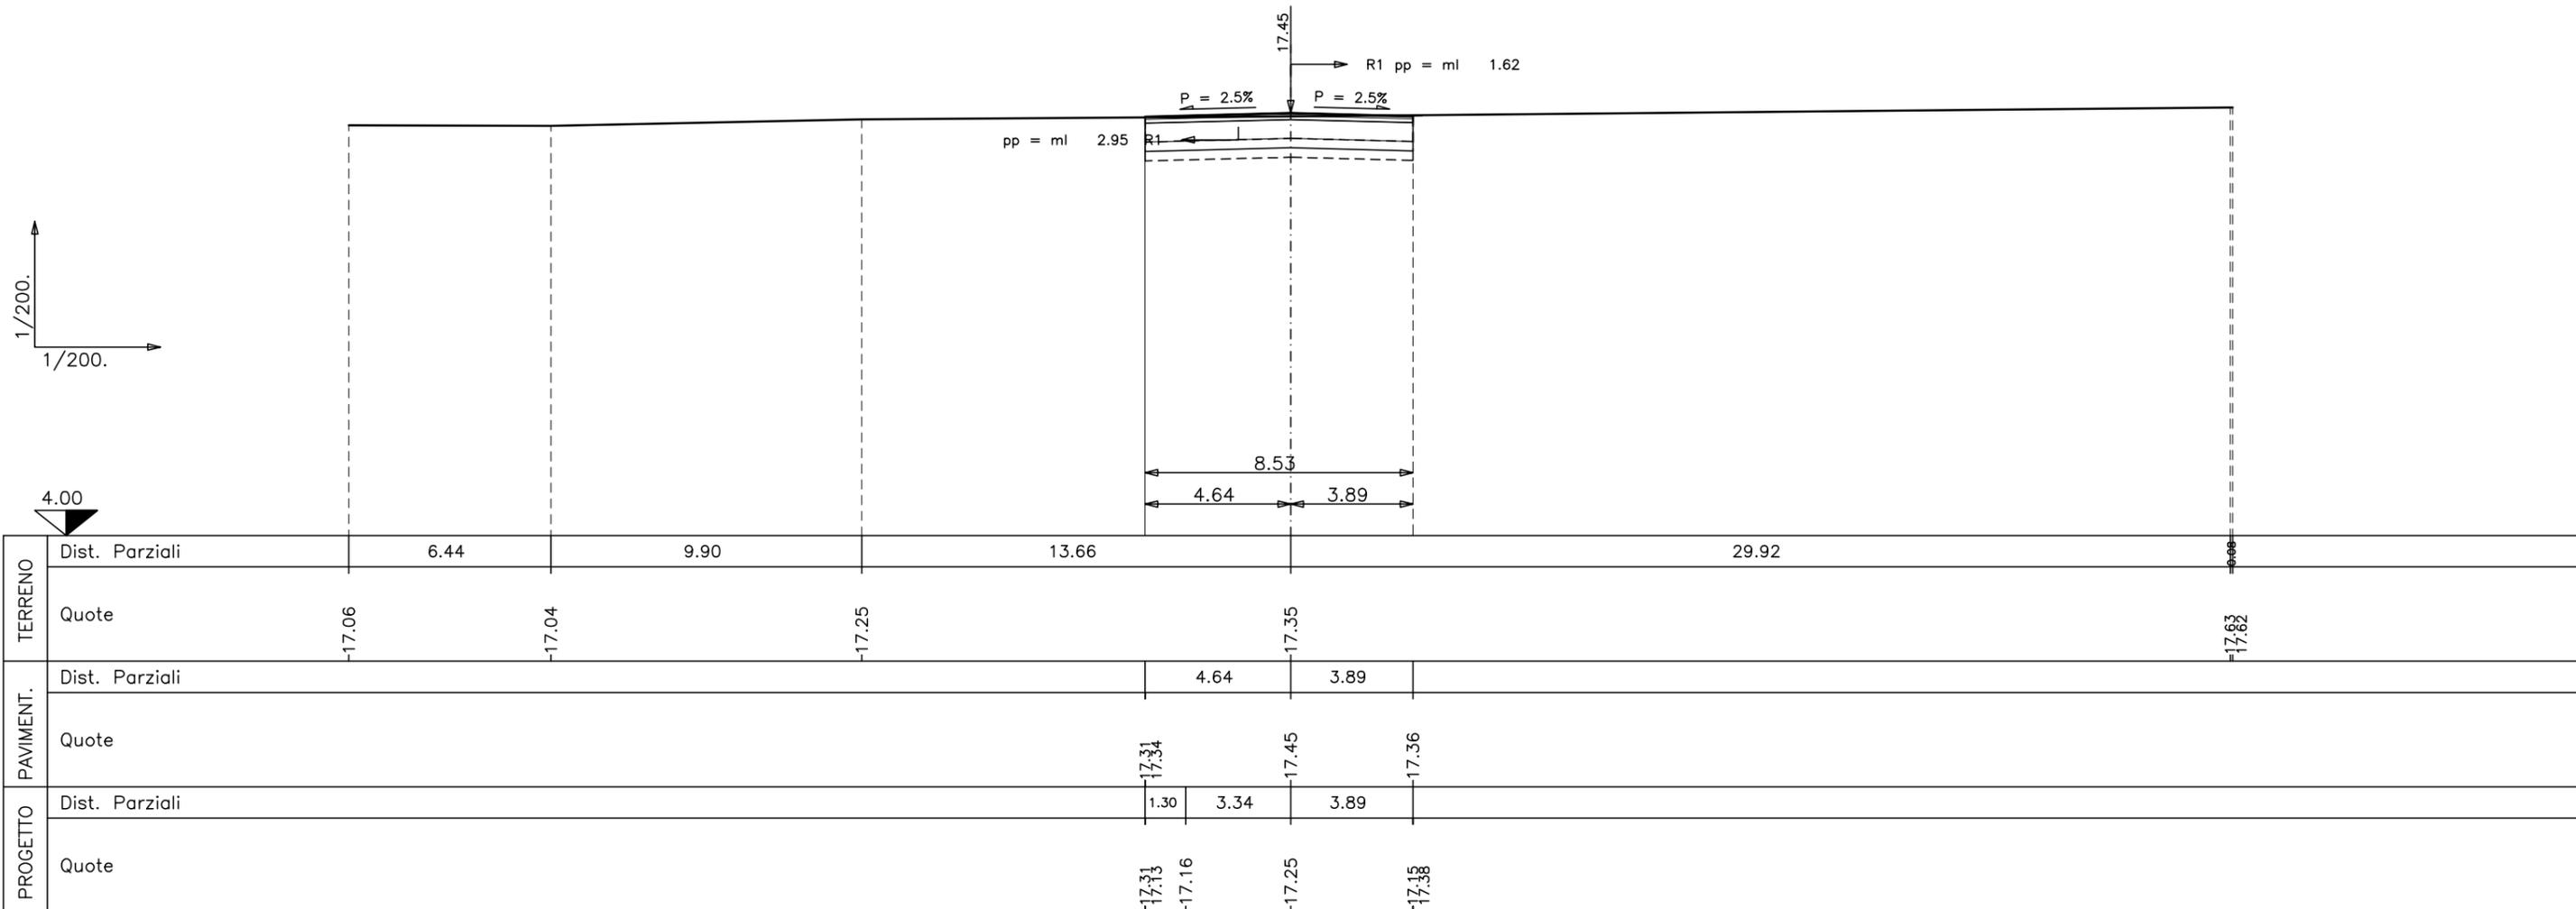 17.45
R1 pp = ml 1.62
P = 2.5% P = 2.5%
pp = ml 2.95 R1
1/200.
1/200.
8.53
4.64 3.89
4.00
TERRENO
Dist. Parziali 6.44 9.90 13.66 29.92 0.08
Quote 17.06 17.04 17.25 17.35 17.63 17.62
PAVIMENT.
Dist. Parziali 4.64 3.89
Quote 17.31 17.34 17.45 17.36
PROGETTO
Dist. Parziali 1.30 3.34 3.89
Quote 17.31 17.13 17.16 17.25 17.15 17.38